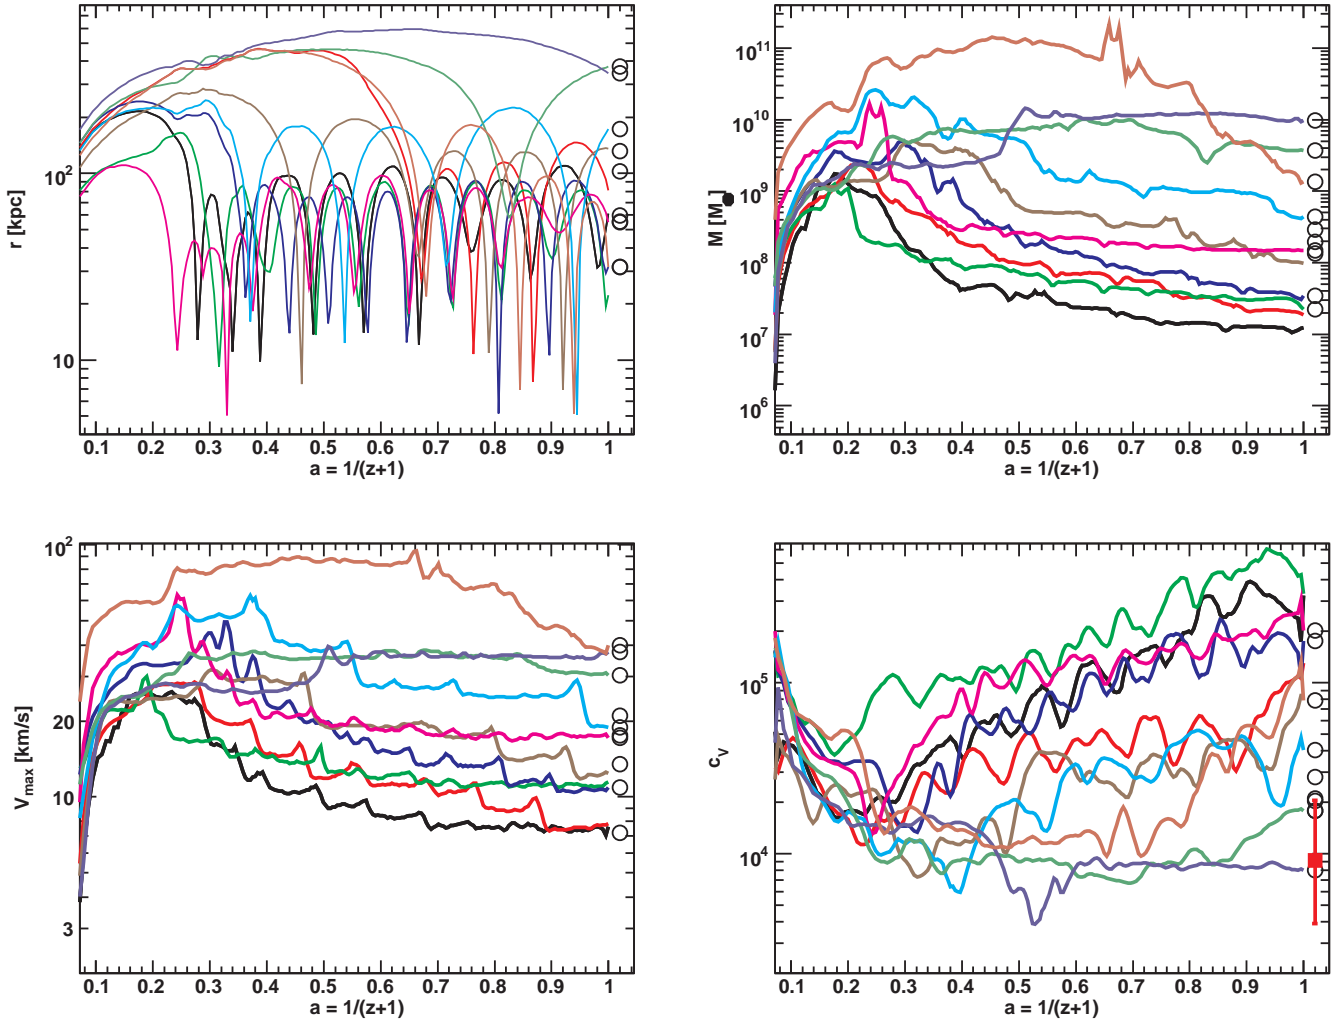 r [kpc]
10²
10
0.1 0.2 0.3 0.4 0.5 0.6 0.7 0.8 0.9 1
a = 1/(z+1)
M [M●]
10¹¹
10¹⁰
10⁹
10⁸
10⁷
10⁶
0.1 0.2 0.3 0.4 0.5 0.6 0.7 0.8 0.9 1
a = 1/(z+1)
Vmax [km/s]
10²
20
10
3
0.1 0.2 0.3 0.4 0.5 0.6 0.7 0.8 0.9 1
a = 1/(z+1)
cV
10⁵
10⁴
0.1 0.2 0.3 0.4 0.5 0.6 0.7 0.8 0.9 1
a = 1/(z+1)